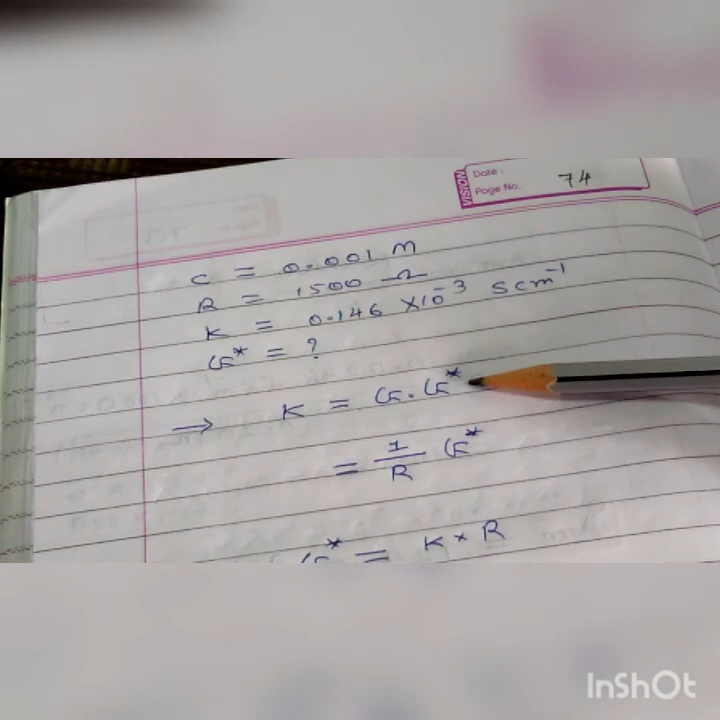 VISION
Date :
Page No. 74
C = 0.001 M
R = 1500 Ω
K = 0.146 × 10⁻³ S cm⁻¹
G* = ?
⟹ K = G . G*
= 1/R G*
G* = K × R
InShOt